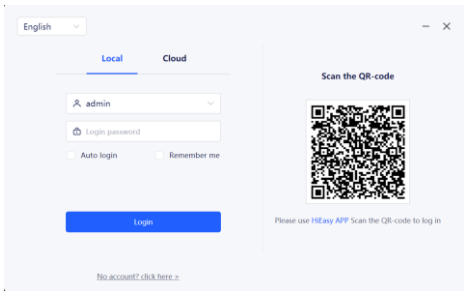 English
Local
Cloud
Scan the QR-code
admin
Login password
Auto login
Remember me
Login
Please use HiEasy APP Scan the QR-code to log in
No account? click here >